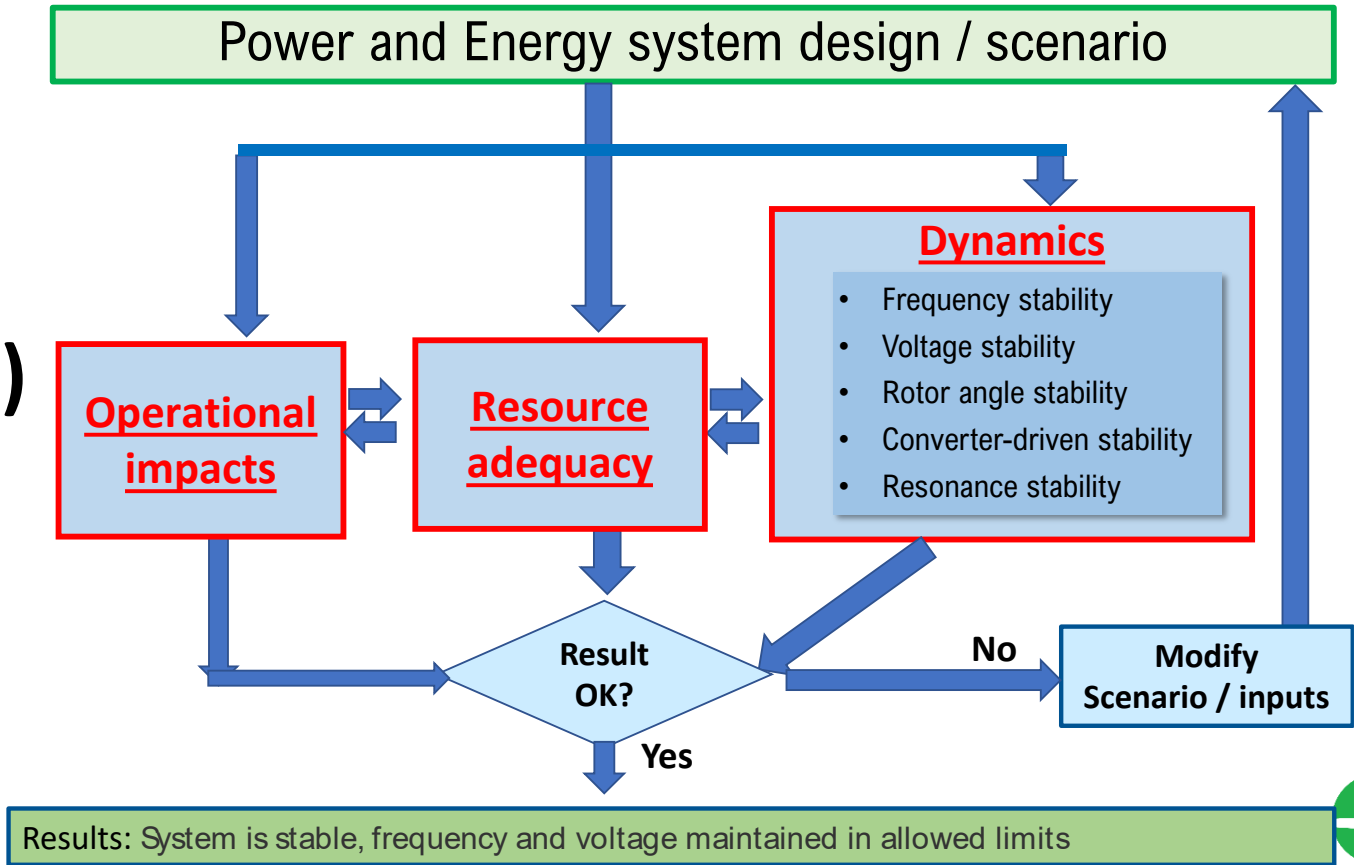 Power and Energy system design / scenario
Dynamics
• Frequency stability
• Voltage stability
• Rotor angle stability
• Converter-driven stability
• Resonance stability
)
Operational
impacts
Resource
adequacy
Result
OK?
No
Modify
Scenario / inputs
Yes
Results: System is stable, frequency and voltage maintained in allowed limits